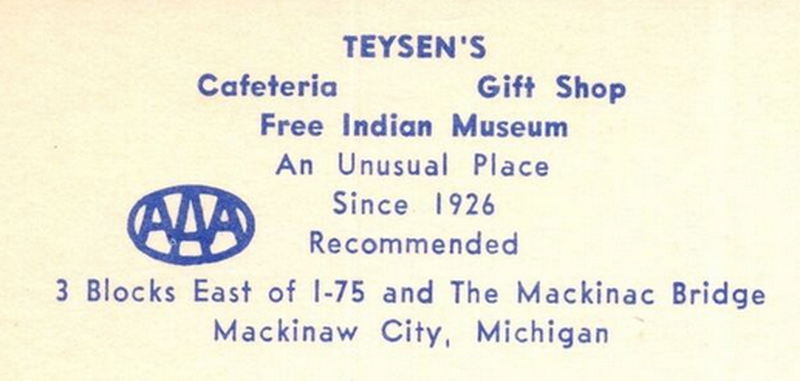 TEYSEN'S
Cafeteria Gift Shop
Free Indian Museum
An Unusual Place
Since 1926
AAA
Recommended
3 Blocks East of I-75 and The Mackinac Bridge
Mackinaw City, Michigan